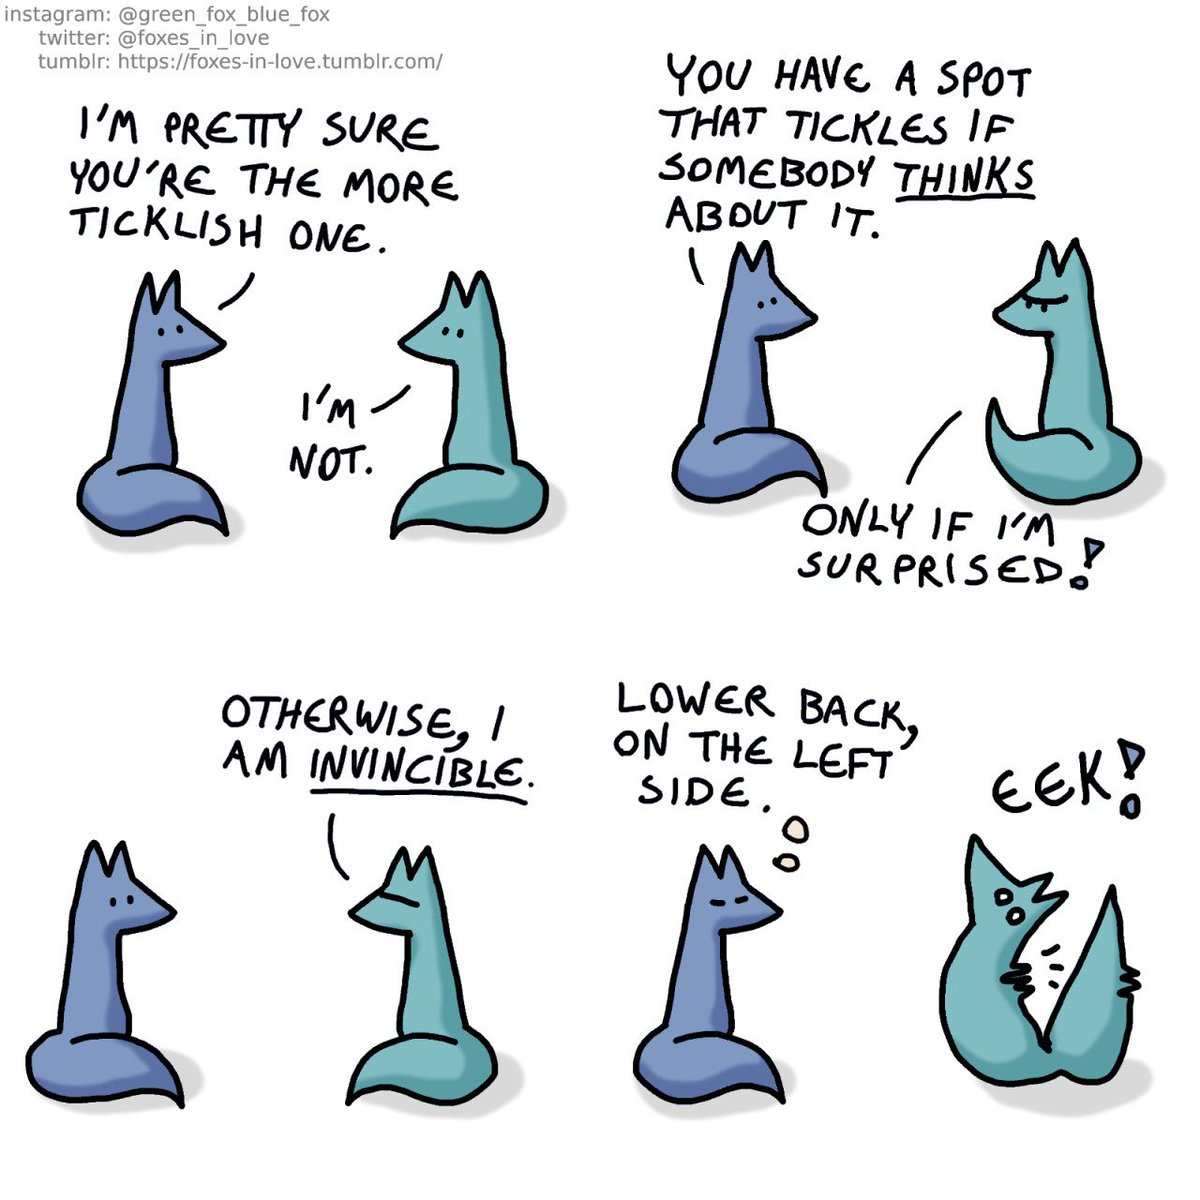 instagram: @green_fox_blue_fox
twitter: @foxes_in_love
tumblr: https://foxes-in-love.tumblr.com/
I'M PRETTY SURE
YOU'RE THE MORE
TICKLISH ONE.
I'M
NOT.
YOU HAVE A SPOT
THAT TICKLES IF
SOMEBODY THINKS
ABOUT IT.
ONLY IF I'M
SURPRISED!
OTHERWISE, I
AM INVINCIBLE.
LOWER BACK,
ON THE LEFT
SIDE.
EEK!